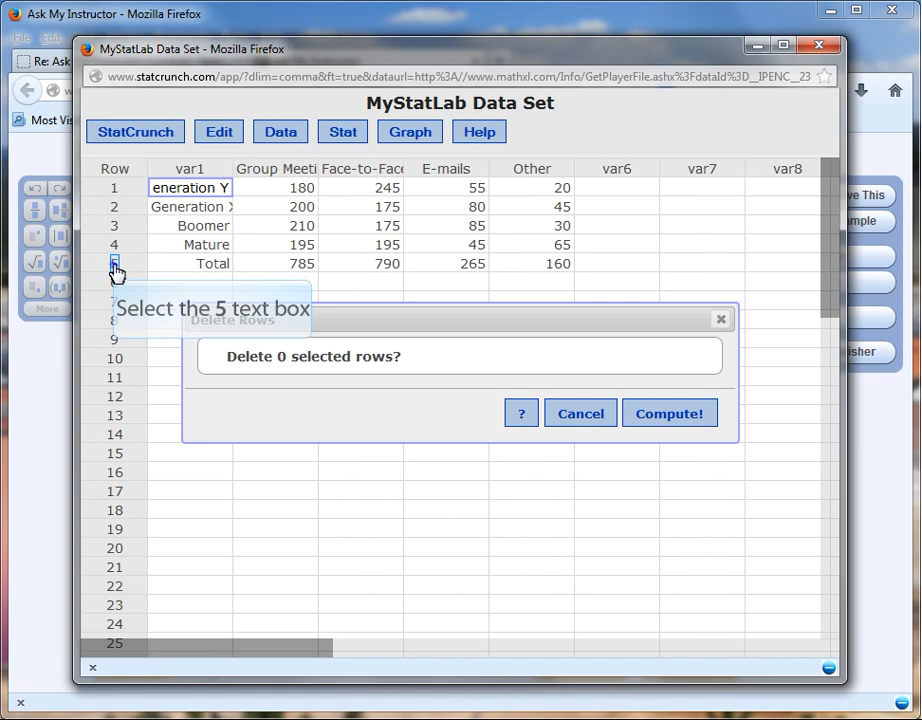 Ask My Instructor - Mozilla Firefox
Re: Ask
Most Vis
MyStatLab Data Set - Mozilla Firefox
www.statcrunch.com/app/?dlim=comma&ft=true&dataurl=http%3A//www.mathxl.com/Info/GetPlayerFile.ashx%3FdataId%3D__IPENC__23
MyStatLab Data Set
StatCrunch Edit Data Stat Graph Help
Row var1 Group Meeti Face-to-Face E-mails Other var6 var7 var8
1 eneration Y 180 245 55 20
2 Generation X 200 175 80 45
3 Boomer 210 175 85 30
4 Mature 195 195 45 65
5 Total 785 790 265 160
Select the 5 text box
Delete Rows
8
9
Delete 0 selected rows?
10
11
12
? Cancel Compute!
13
14
15
16
17
18
19
20
21
22
23
24
25
More
ve This
ample
isher